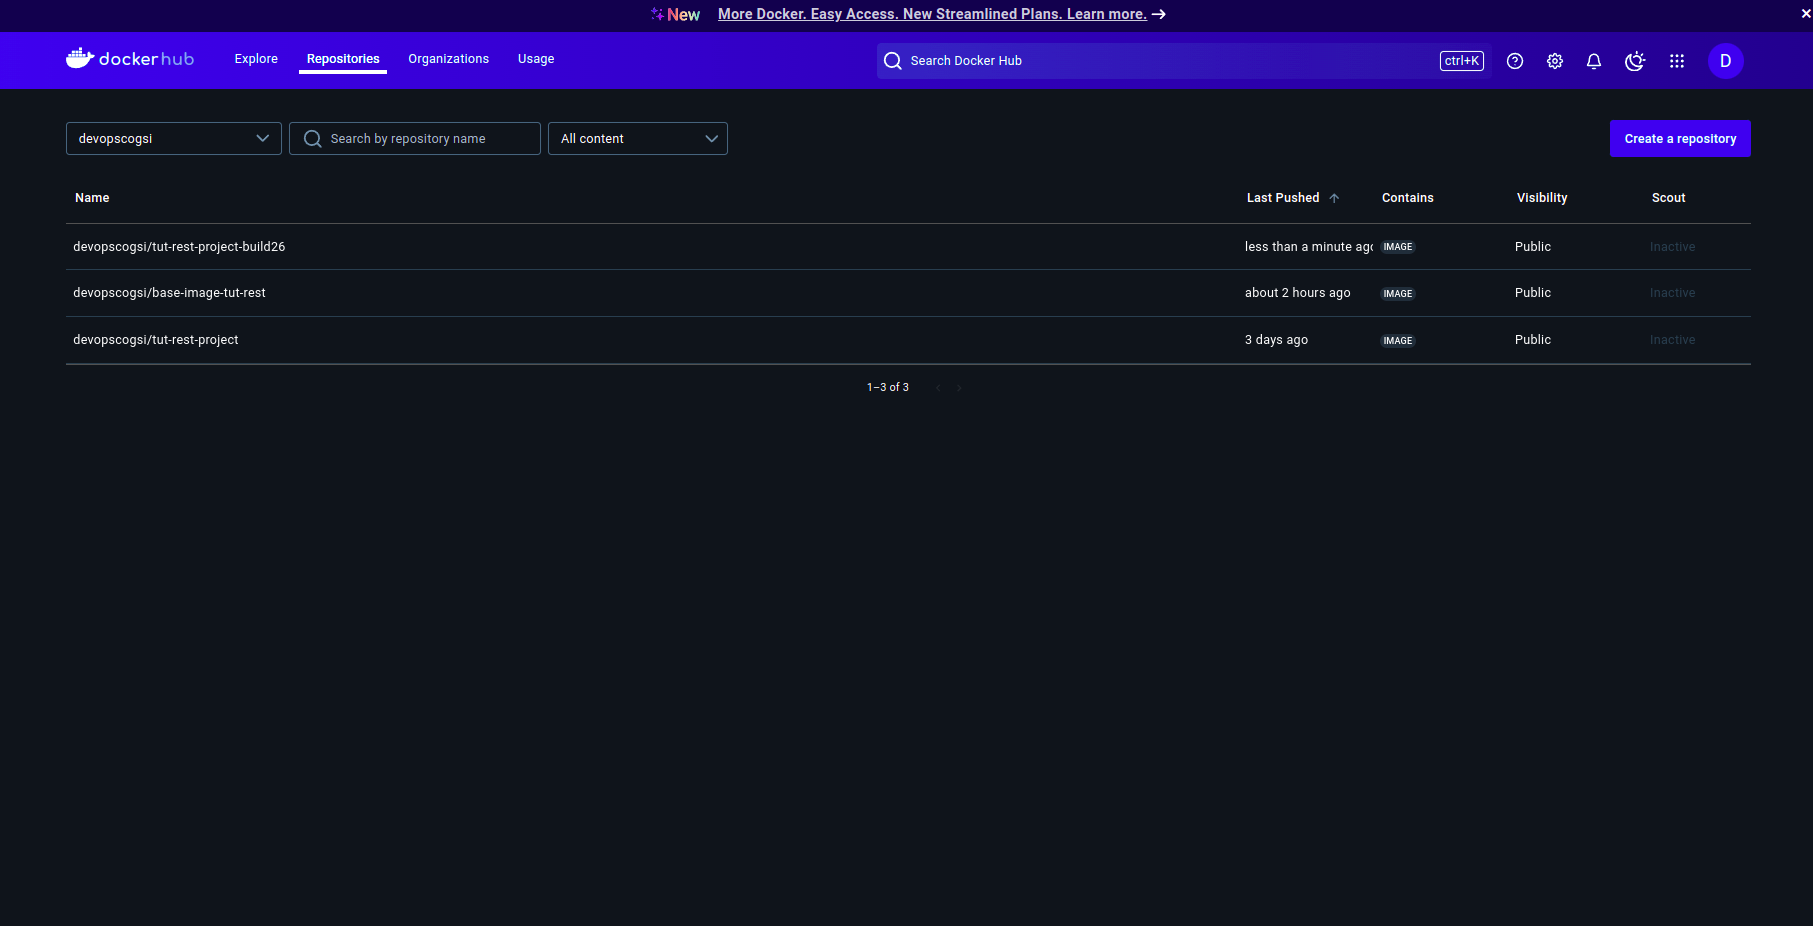 New More Docker. Easy Access. New Streamlined Plans. Learn more. →
docker hub Explore Repositories Organizations Usage Search Docker Hub ctrl+K D
devopscogsi Search by repository name All content Create a repository
Name Last Pushed Contains Visibility Scout
devopscogsi/tut-rest-project-build26 less than a minute ago IMAGE Public Inactive
devopscogsi/base-image-tut-rest about 2 hours ago IMAGE Public Inactive
devopscogsi/tut-rest-project 3 days ago IMAGE Public Inactive
1–3 of 3